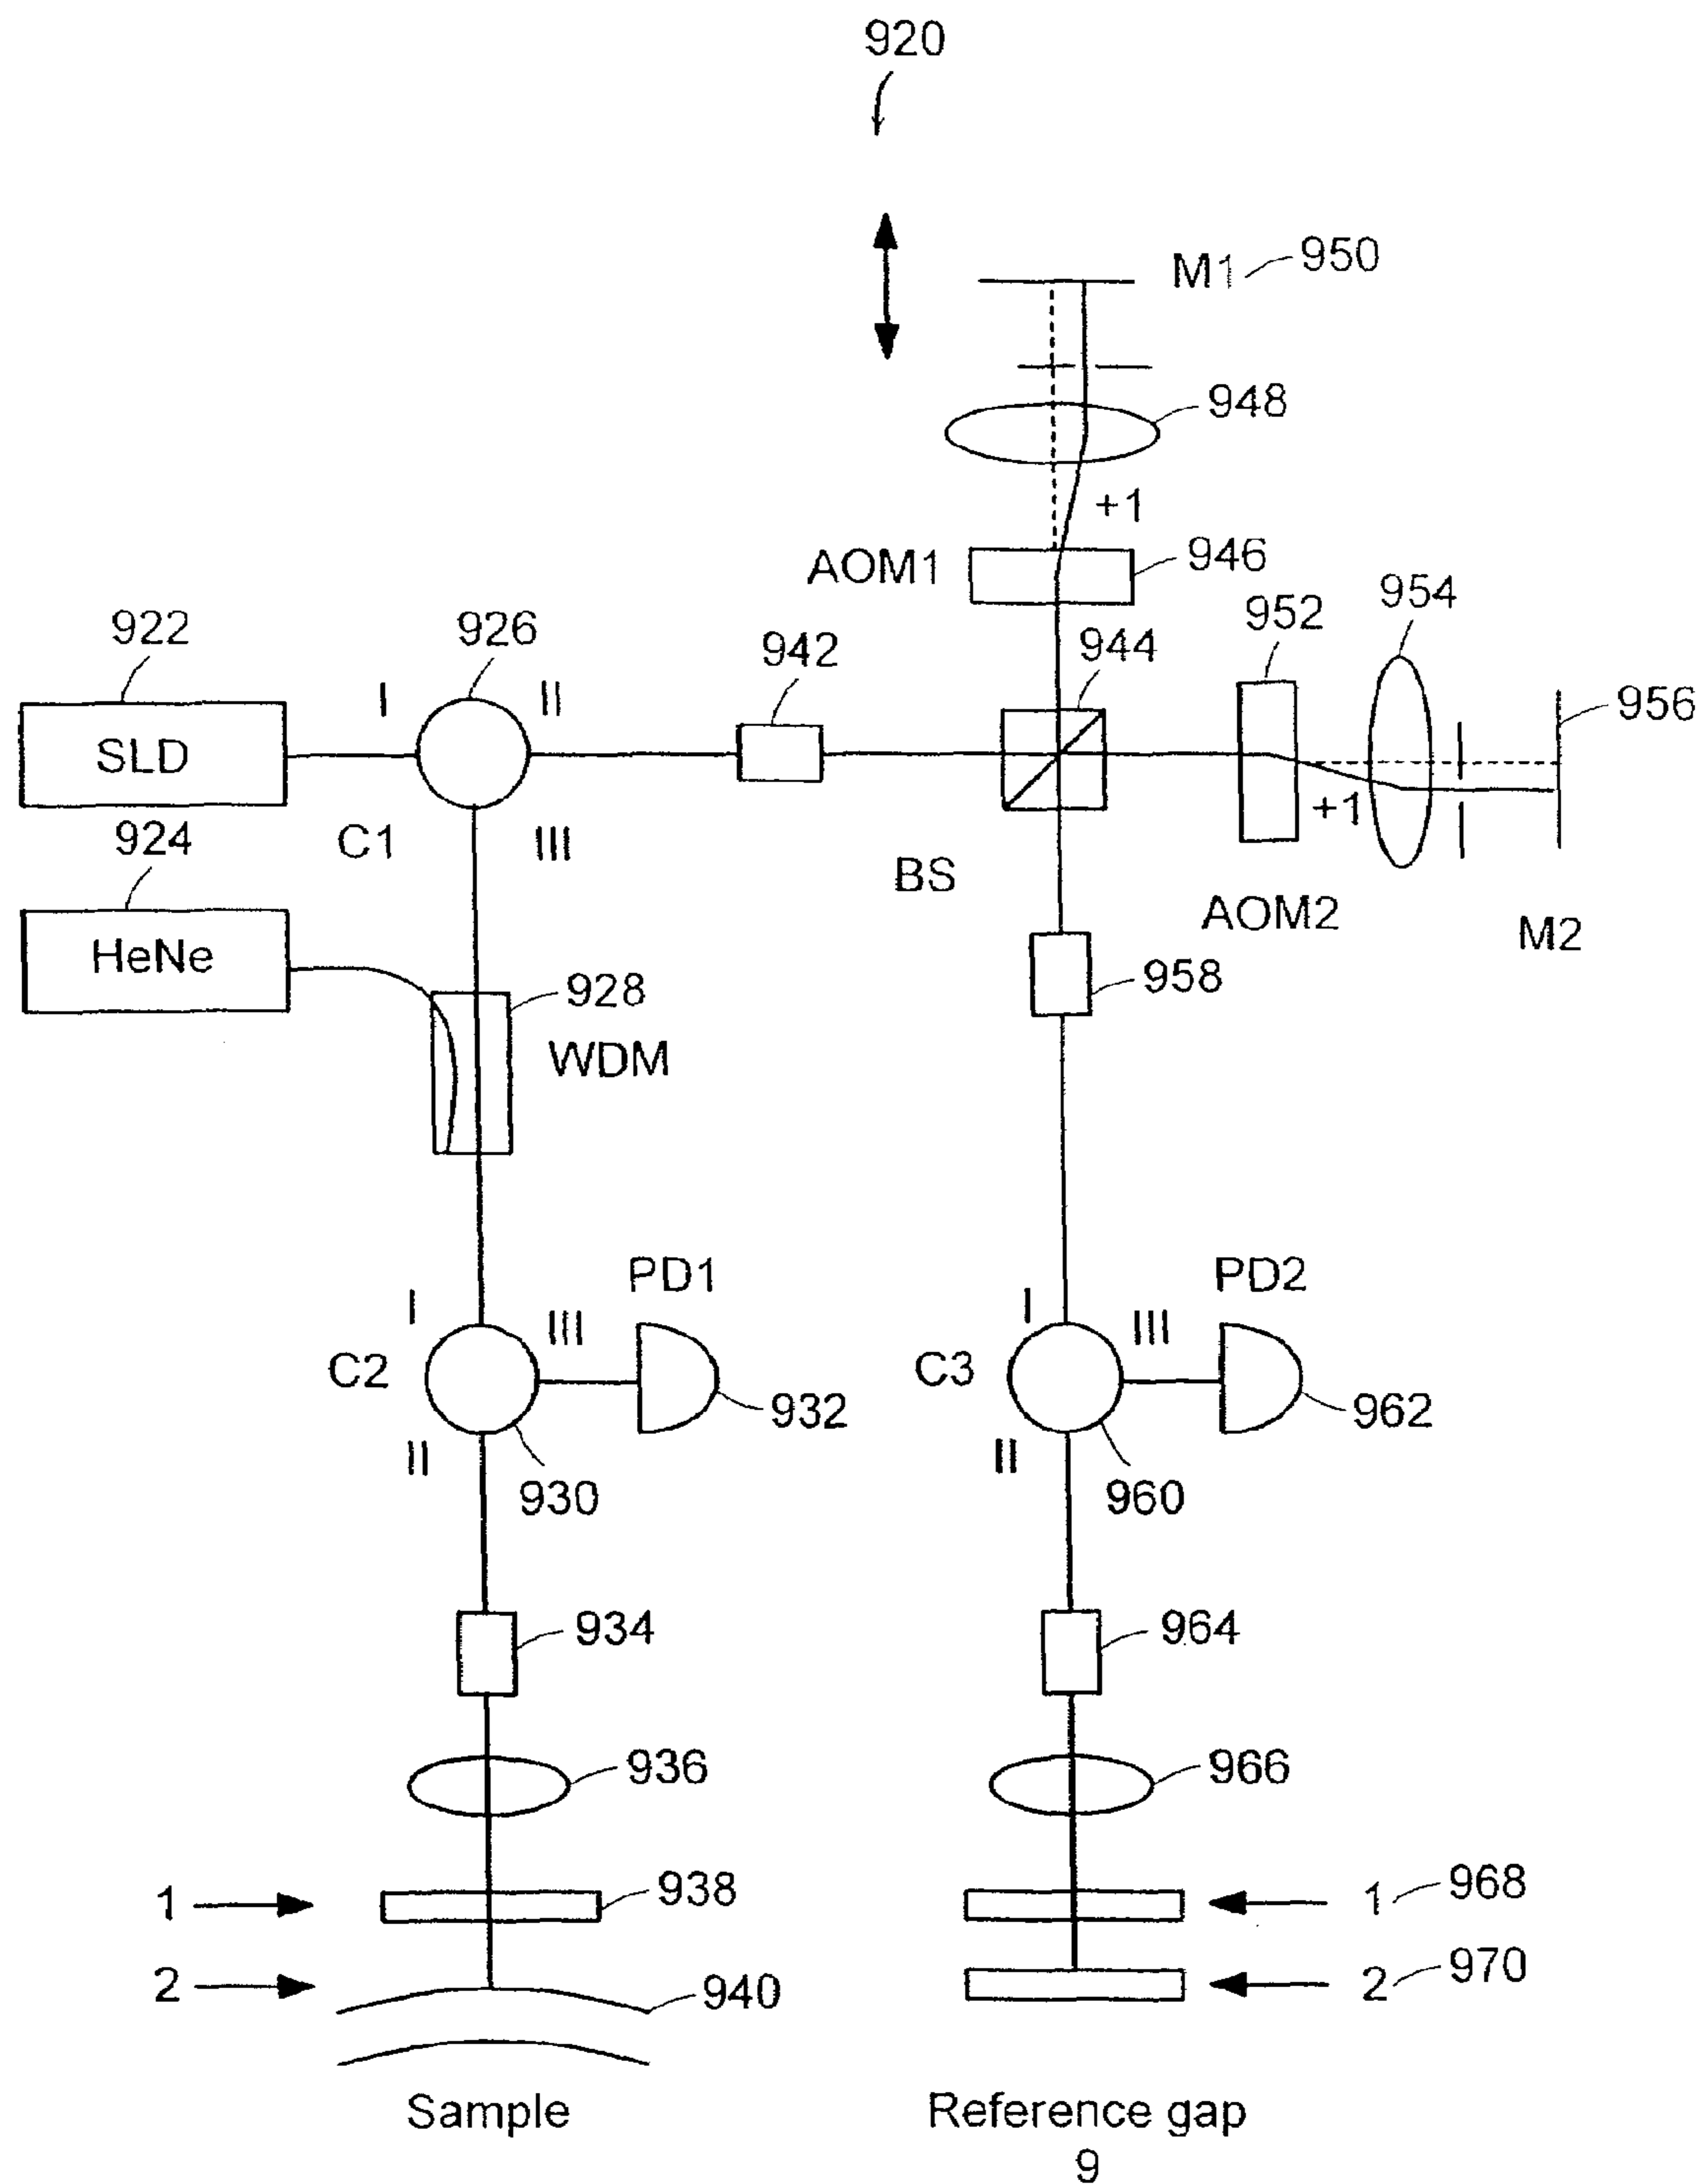 920
M1 950
948
+1
AOM1 946
922 926 942 944 952 954
I II
SLD
956
+1
C1 III
924
BS
AOM2
M2
HeNe
928
WDM
958
PD1 PD2
I III I III
C2 C3
932 962
II II
930 960
934 964
936 966
1 938 1 968
2 940 2 970
Sample Reference gap
9